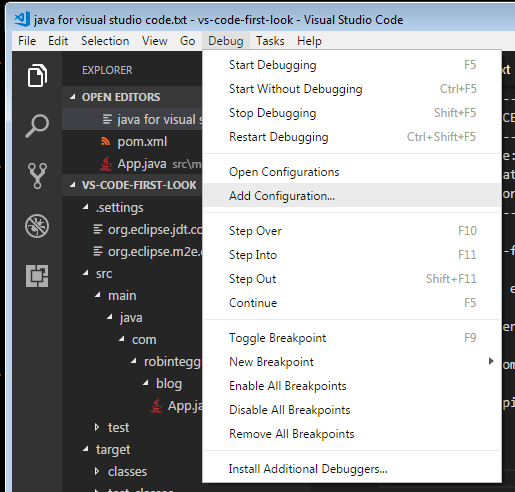 java for visual studio code.txt - vs-code-first-look - Visual Studio Code
File Edit Selection View Go Debug Tasks Help
EXPLORER
OPEN EDITORS
java for visual s
pom.xml
App.java src\m
VS-CODE-FIRST-LOOK
.settings
org.eclipse.jdt.co
org.eclipse.m2e.
src
main
java
com
robintegg
blog
App.ja
test
target
classes
test-classes
Start Debugging F5
Start Without Debugging Ctrl+F5
Stop Debugging Shift+F5
Restart Debugging Ctrl+Shift+F5
Open Configurations
Add Configuration...
Step Over F10
Step Into F11
Step Out Shift+F11
Continue F5
Toggle Breakpoint F9
New Breakpoint
Enable All Breakpoints
Disable All Breakpoints
Remove All Breakpoints
Install Additional Debuggers...